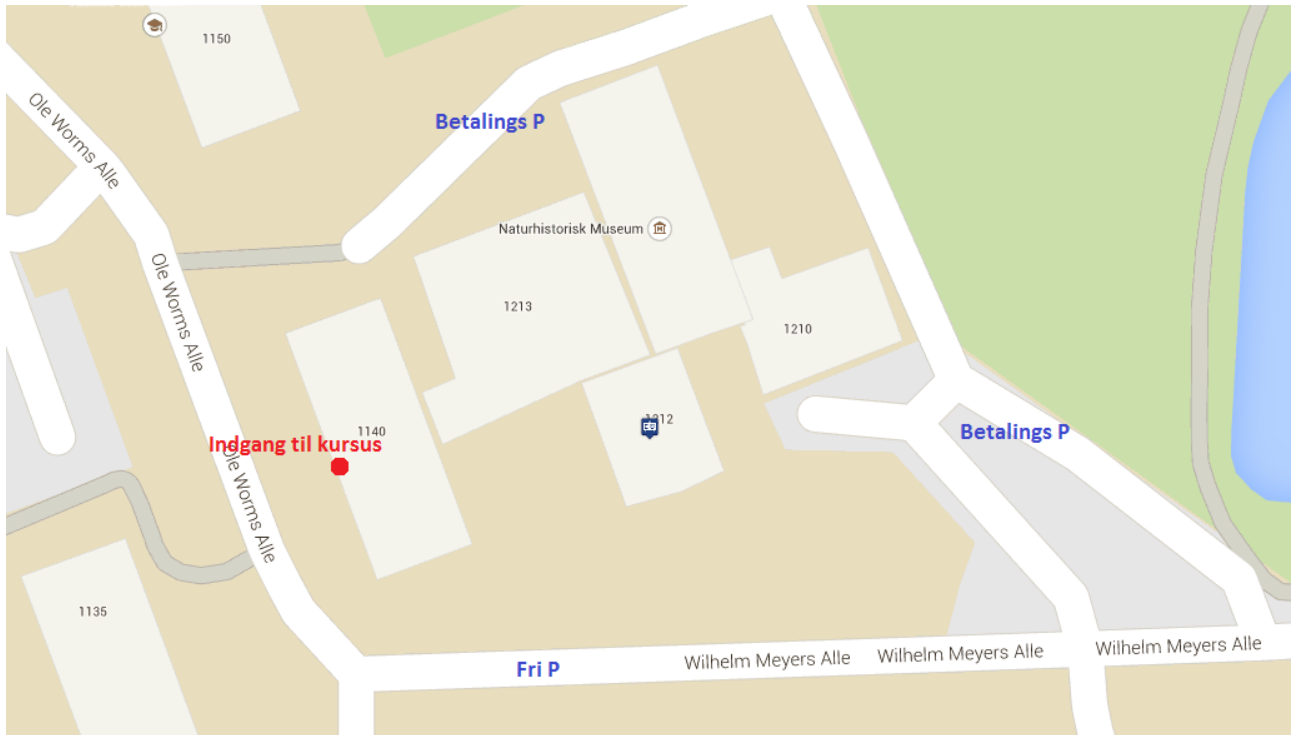 1150
Ole Worms Alle
Betalings P
Naturhistorisk Museum
Ole Worms Alle
1213
1210
1212
1140
Indgang til kursus
Betalings P
Ole Worms Alle
1135
Fri P
Wilhelm Meyers Alle
Wilhelm Meyers Alle
Wilhelm Meyers Alle